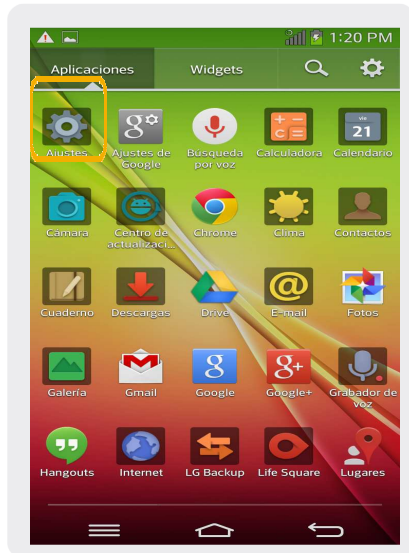 1:20 PM
Aplicaciones Widgets
Ajustes Ajustes de Google Búsqueda por voz Calculadora Calendario
vie 21
Cámara Centro de actualizaci... Chrome Clima Contactos
Cuaderno Descargas Drive E-mail Fotos
Galería Gmail Google Google+ Grabador de voz
Hangouts Internet LG Backup Life Square Lugares